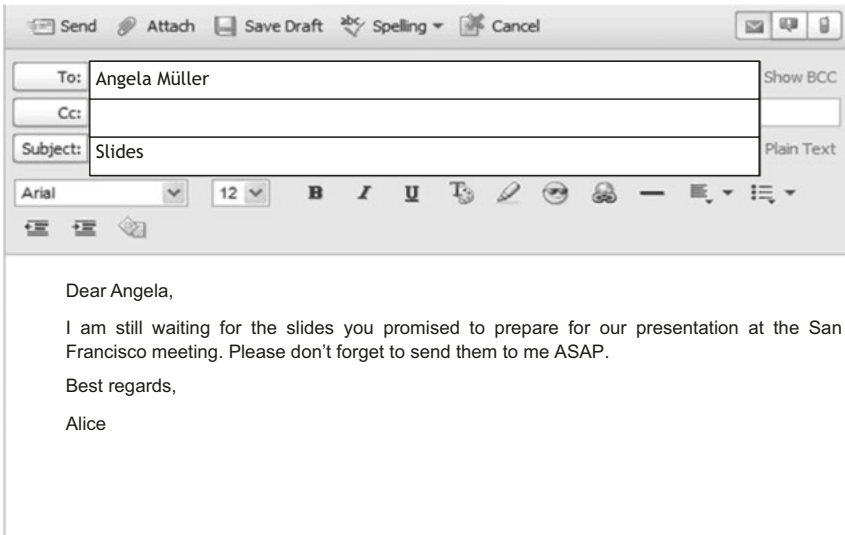 Send Attach Save Draft Spelling Cancel
To: Angela Müller Show BCC
Cc:
Subject: Slides Plain Text
Arial 12 B I U T
Dear Angela,
I am still waiting for the slides you promised to prepare for our presentation at the San
Francisco meeting. Please don't forget to send them to me ASAP.
Best regards,
Alice